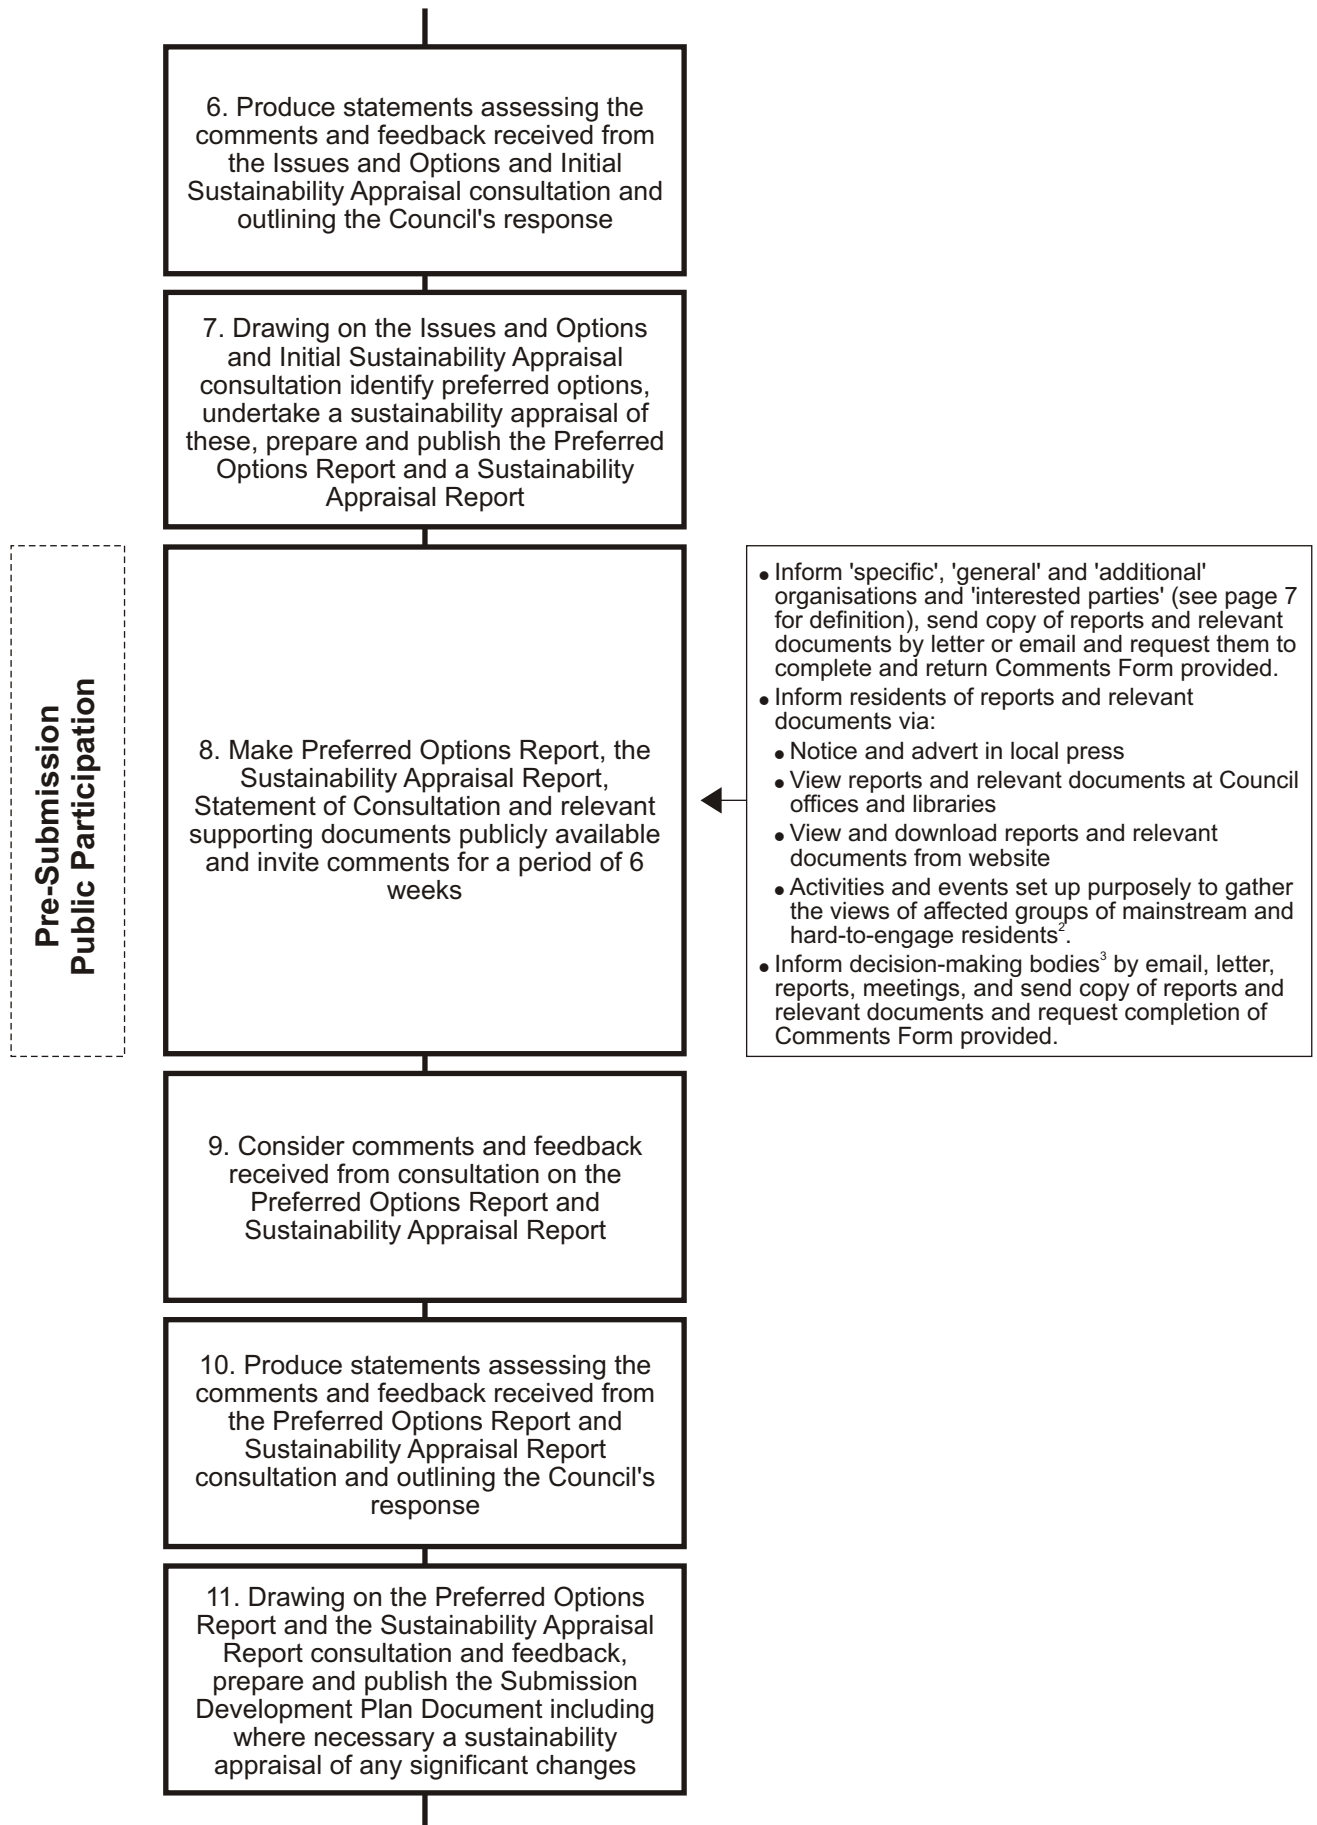 6. Produce statements assessing the
comments and feedback received from
the Issues and Options and Initial
Sustainability Appraisal consultation and
outlining the Council's response
7. Drawing on the Issues and Options
and Initial Sustainability Appraisal
consultation identify preferred options,
undertake a sustainability appraisal of
these, prepare and publish the Preferred
Options Report and a Sustainability
Appraisal Report
Pre-Submission
Public Participation
8. Make Preferred Options Report, the
Sustainability Appraisal Report,
Statement of Consultation and relevant
supporting documents publicly available
and invite comments for a period of 6
weeks
• Inform 'specific', 'general' and 'additional'
organisations and 'interested parties' (see page 7
for definition), send copy of reports and relevant
documents by letter or email and request them to
complete and return Comments Form provided.
• Inform residents of reports and relevant
documents via:
• Notice and advert in local press
• View reports and relevant documents at Council
offices and libraries
• View and download reports and relevant
documents from website
• Activities and events set up purposely to gather
the views of affected groups of mainstream and
hard-to-engage residents².
• Inform decision-making bodies³ by email, letter,
reports, meetings, and send copy of reports and
relevant documents and request completion of
Comments Form provided.
9. Consider comments and feedback
received from consultation on the
Preferred Options Report and
Sustainability Appraisal Report
10. Produce statements assessing the
comments and feedback received from
the Preferred Options Report and
Sustainability Appraisal Report
consultation and outlining the Council's
response
11. Drawing on the Preferred Options
Report and the Sustainability Appraisal
Report consultation and feedback,
prepare and publish the Submission
Development Plan Document including
where necessary a sustainability
appraisal of any significant changes